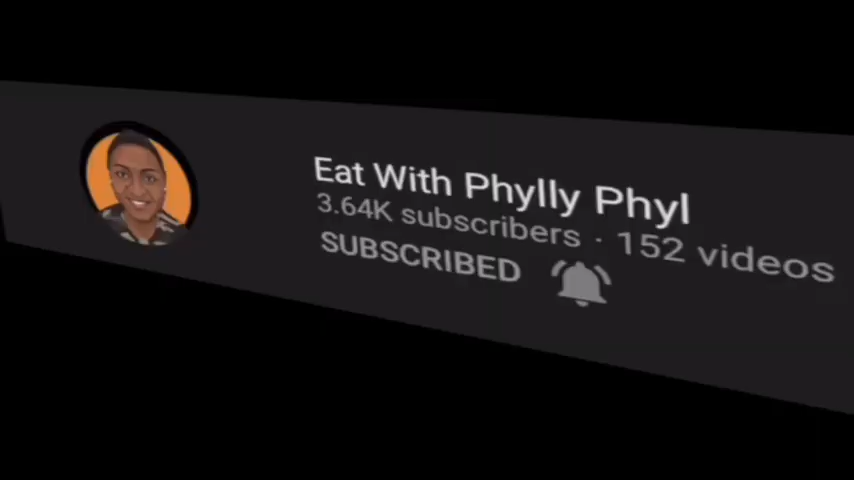 Eat With Phylly Phyl
3.64K subscribers · 152 videos
SUBSCRIBED